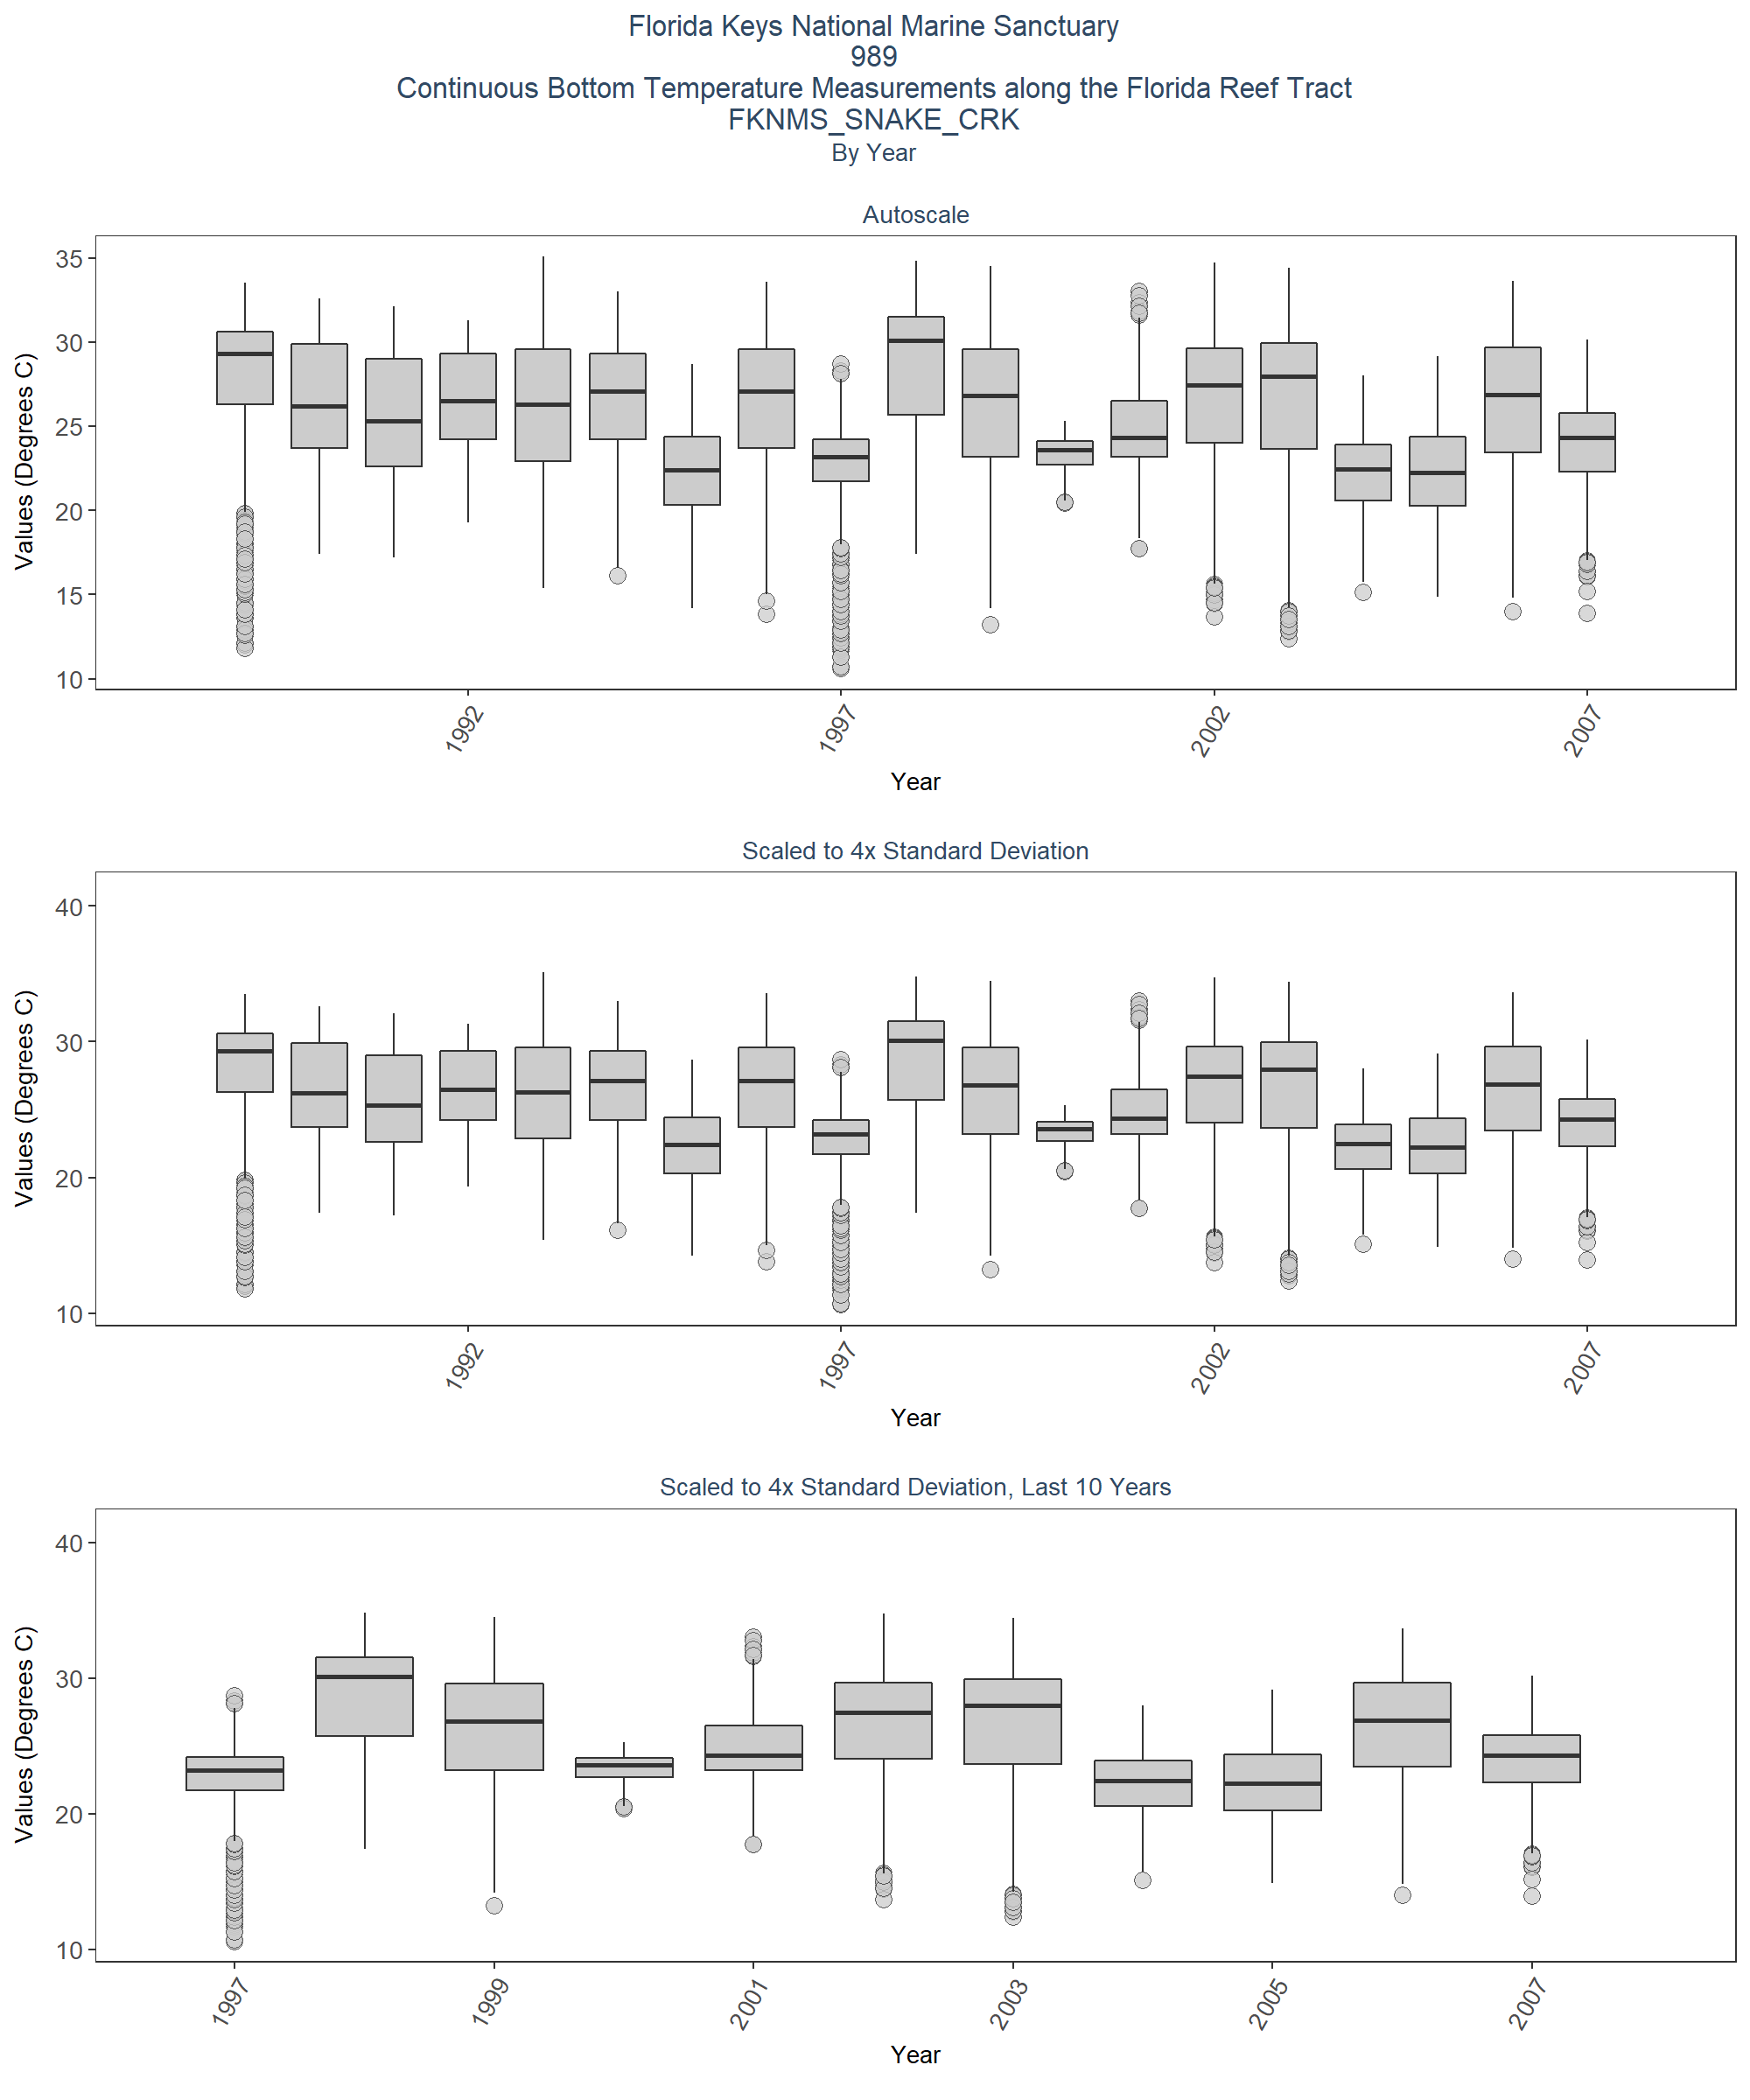 Florida Keys National Marine Sanctuary
989
Continuous Bottom Temperature Measurements along the Florida Reef Tract
FKNMS_SNAKE_CRK
By Year
Autoscale
Values (Degrees C)
35
30
25
20
15
10
1992
1997
2002
2007
Year
Scaled to 4x Standard Deviation
Values (Degrees C)
40
30
20
10
1992
1997
2002
2007
Year
Scaled to 4x Standard Deviation, Last 10 Years
Values (Degrees C)
40
30
20
10
1997
1999
2001
2003
2005
2007
Year